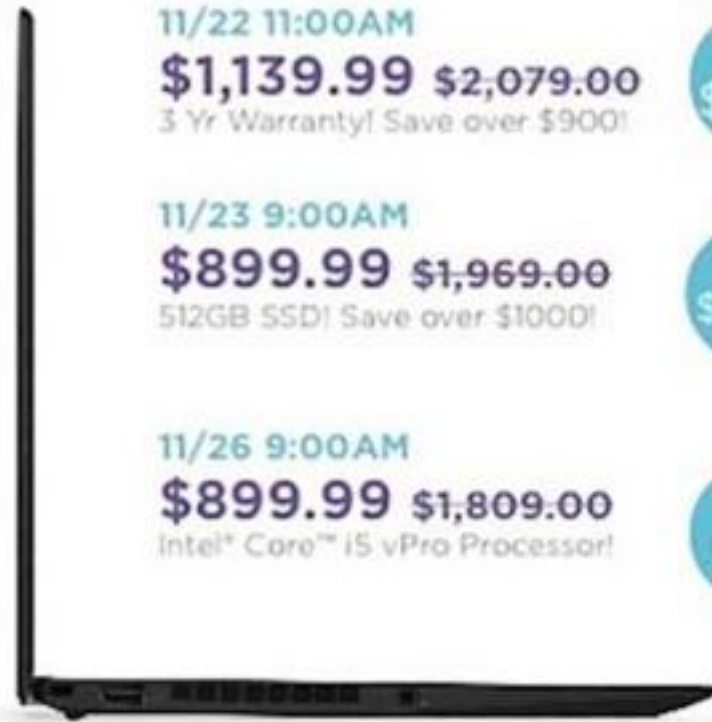 11/22 11:00AM
$1,139.99 $2,079.00
3 Yr Warranty! Save over $900!
11/23 9:00AM
$899.99 $1,969.00
512GB SSD! Save over $1000!
11/26 9:00AM
$899.99 $1,809.00
Intel® Core™ i5 vPro Processor!
$
$